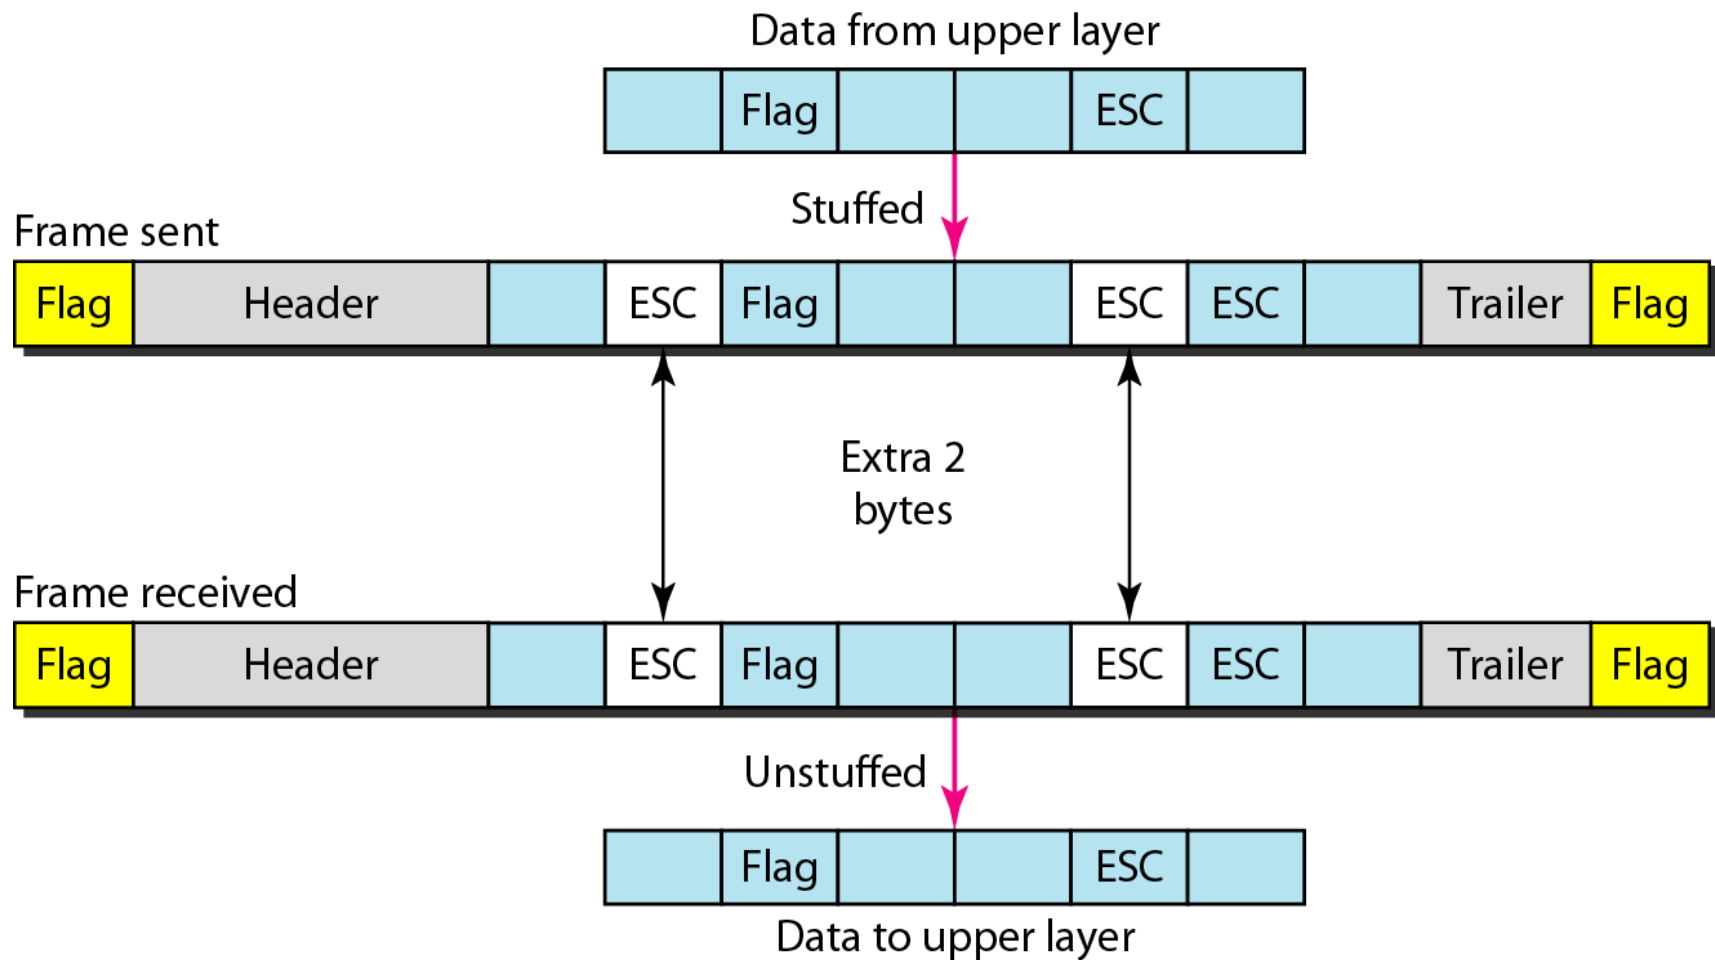 Data from upper layer
Flag ESC
Stuffed
Frame sent
Flag Header ESC Flag ESC ESC Trailer Flag
Extra 2
bytes
Frame received
Flag Header ESC Flag ESC ESC Trailer Flag
Unstuffed
Flag ESC
Data to upper layer